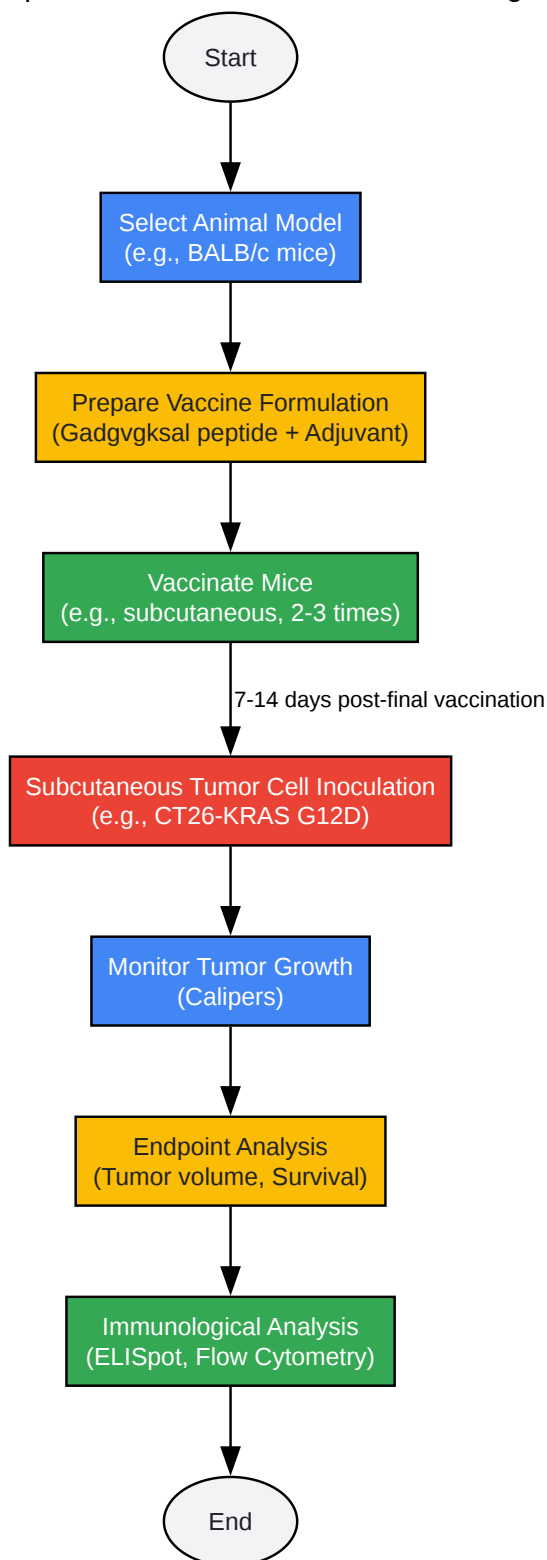 Start
Select Animal Model
(e.g., BALB/c mice)
Prepare Vaccine Formulation
(Gadgvgksal peptide + Adjuvant)
Vaccinate Mice
(e.g., subcutaneous, 2-3 times)
7-14 days post-final vaccination
Subcutaneous Tumor Cell Inoculation
(e.g., CT26-KRAS G12D)
Monitor Tumor Growth
(Calipers)
Endpoint Analysis
(Tumor volume, Survival)
Immunological Analysis
(ELISpot, Flow Cytometry)
End